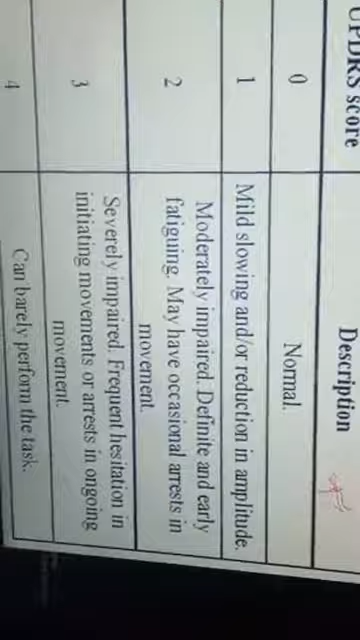 UPDRS score
Description
0
Normal.
1
Mild slowing and/or reduction in amplitude.
2
Moderately impaired. Definite and early
fatiguing. May have occasional arrests in
movement.
3
Severely impaired. Frequent hesitation in
initiating movements or arrests in ongoing
movement.
4
Can barely perform the task.